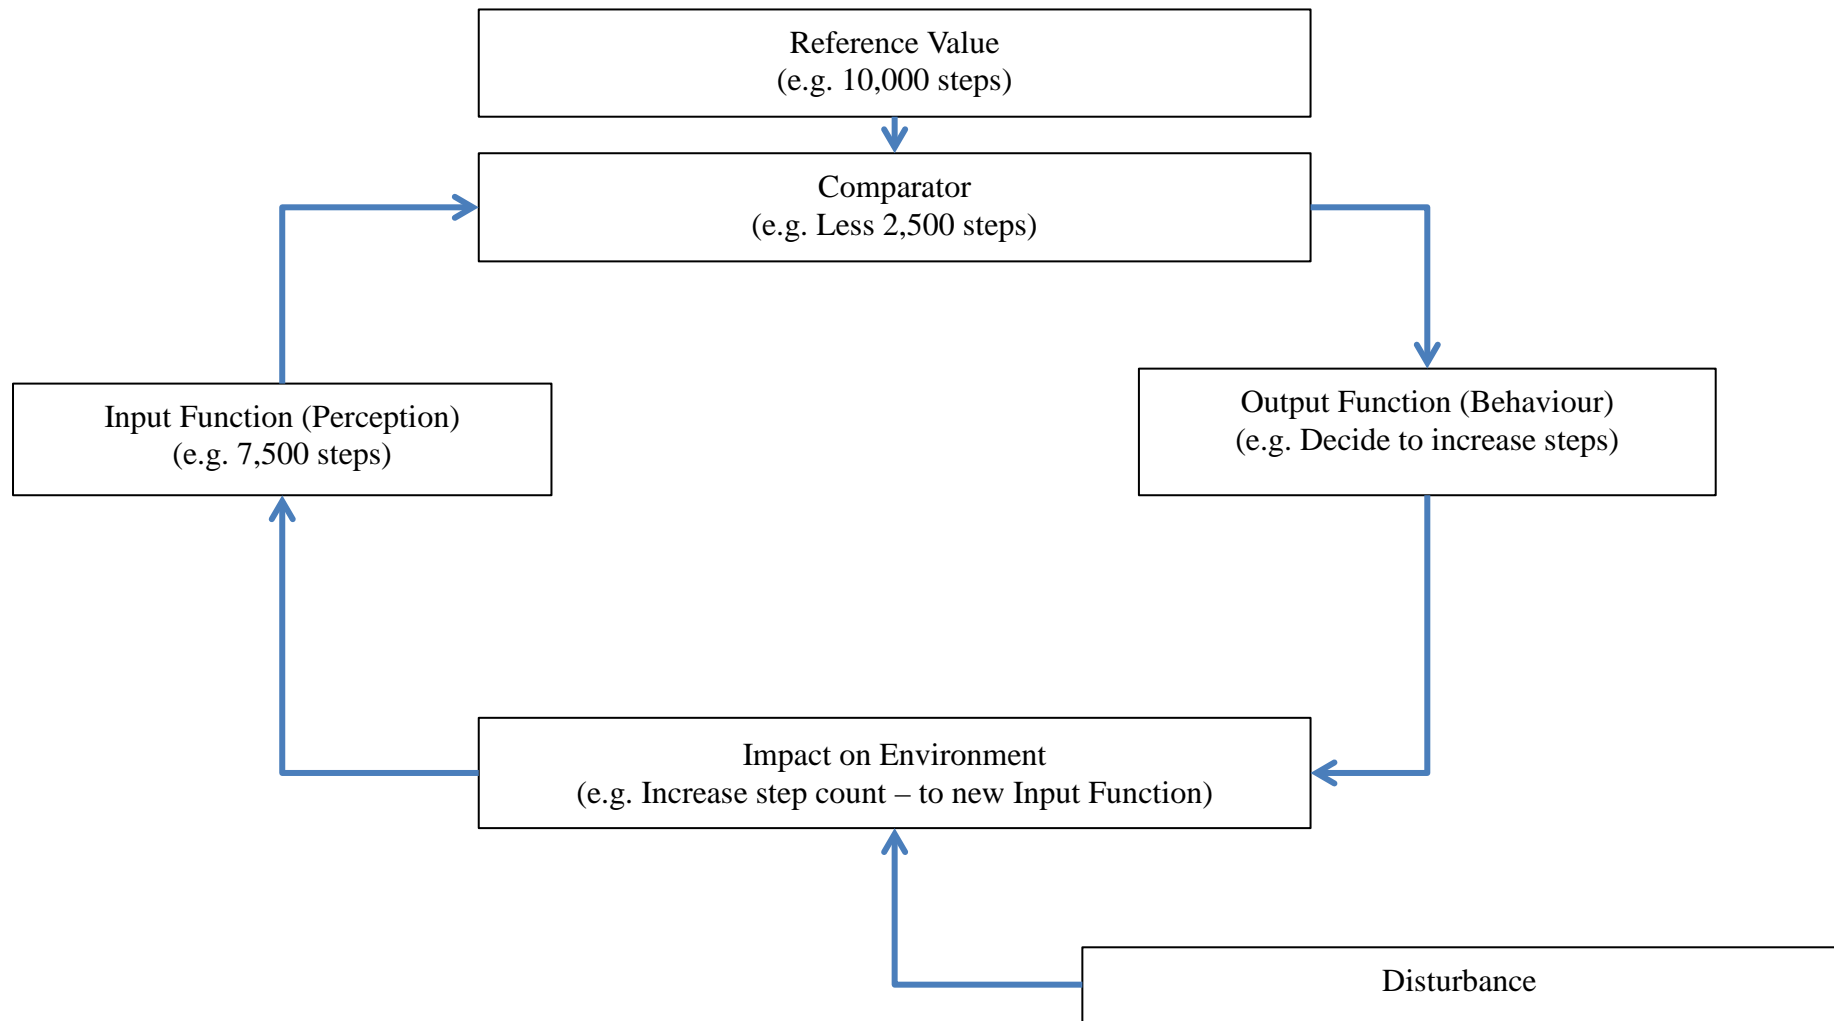 Reference Value
(e.g. 10,000 steps)
Comparator
(e.g. Less 2,500 steps)
Input Function (Perception)
(e.g. 7,500 steps)
Output Function (Behaviour)
(e.g. Decide to increase steps)
Impact on Environment
(e.g. Increase step count – to new Input Function)
Disturbance